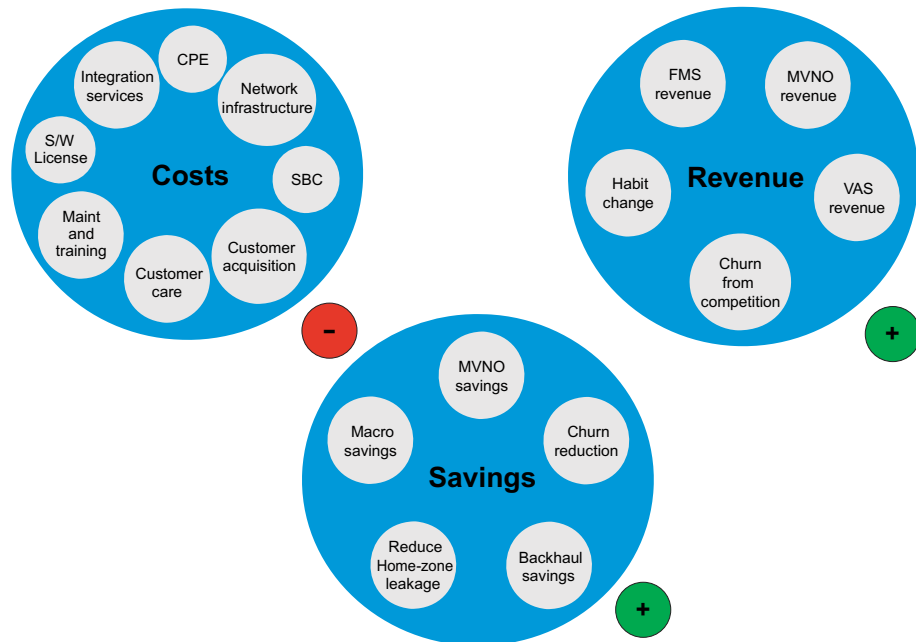 CPE
Integration
services
Network
infrastructure
S/W
License
Costs
SBC
Maint
and
training
Customer
acquisition
Customer
care
-
FMS
revenue
MVNO
revenue
Habit
change
Revenue
VAS
revenue
Churn
from
competition
+
MVNO
savings
Macro
savings
Churn
reduction
Savings
Reduce
Home-zone
leakage
Backhaul
savings
+